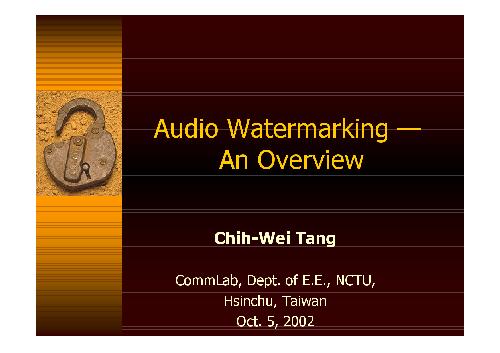 Audio Watermarking —
An Overview
Chih-Wei Tang
CommLab, Dept. of E.E., NCTU,
Hsinchu, Taiwan
Oct. 5, 2002